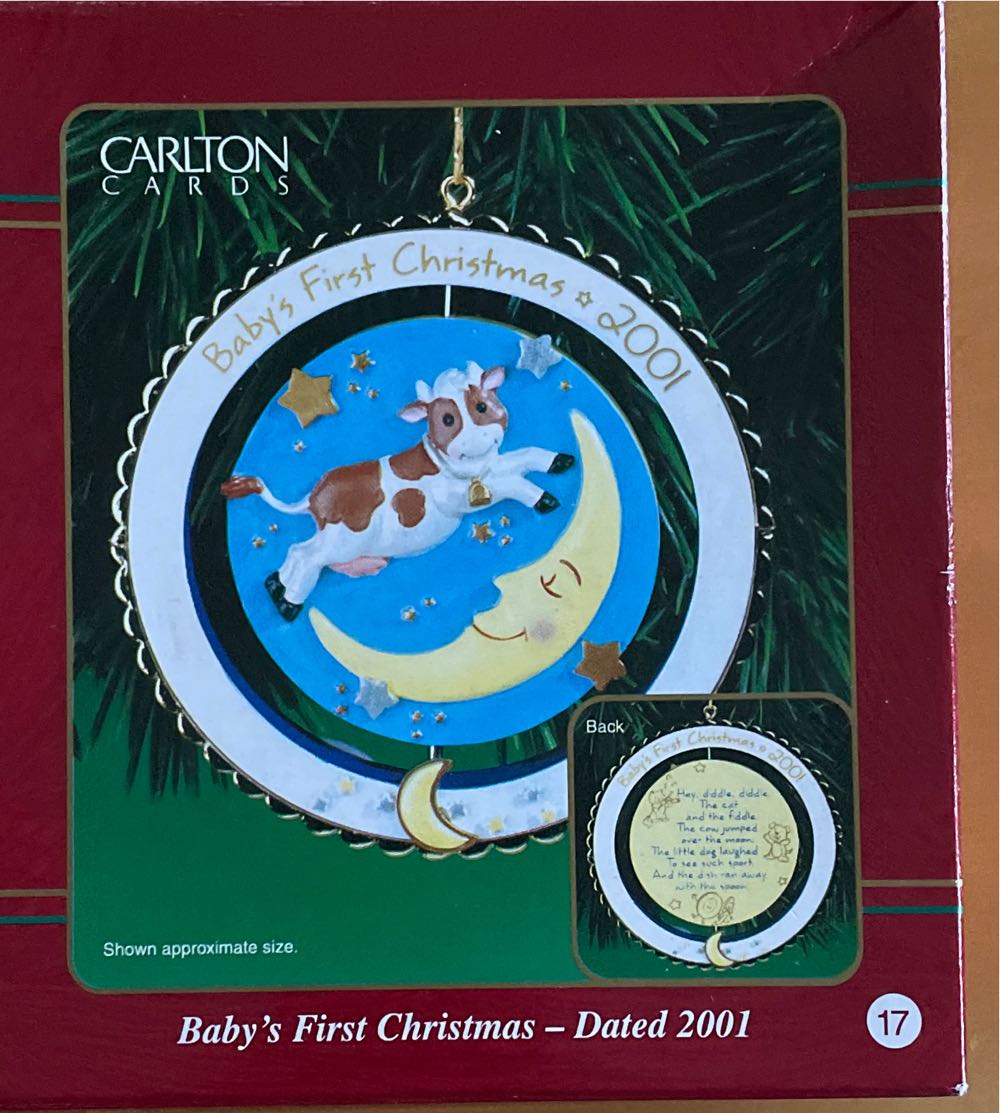 CARLTON
CARDS
Baby's First Christmas ☆ 2001
Back
Baby's First Christmas ☆ 2001
Hey, diddle, diddle
The cat
and the fiddle
The cow jumped
over the moon.
The little dog laughed
To see such sport,
And the dish ran away
with the spoon
Shown approximate size.
Baby's First Christmas – Dated 2001
17